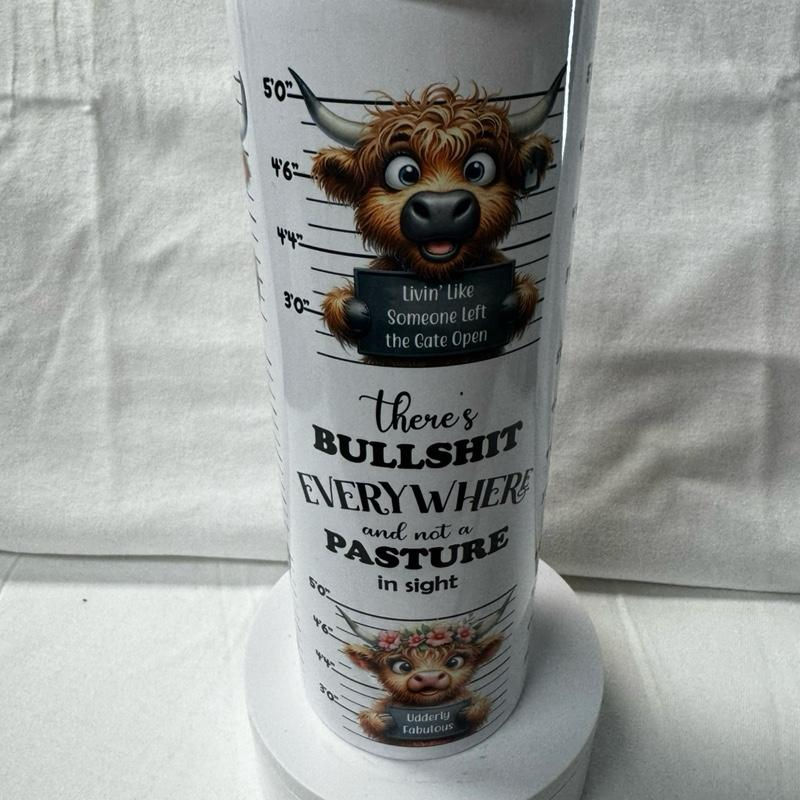 5'0"
4'6"
4'4"
3'0"
Livin' Like
Someone Left
the Gate Open
there's
BULLSHIT
EVERYWHERE
and not a
PASTURE
in sight
5'0"
4'6"
4'4"
3'0"
Udderly
Fabulous